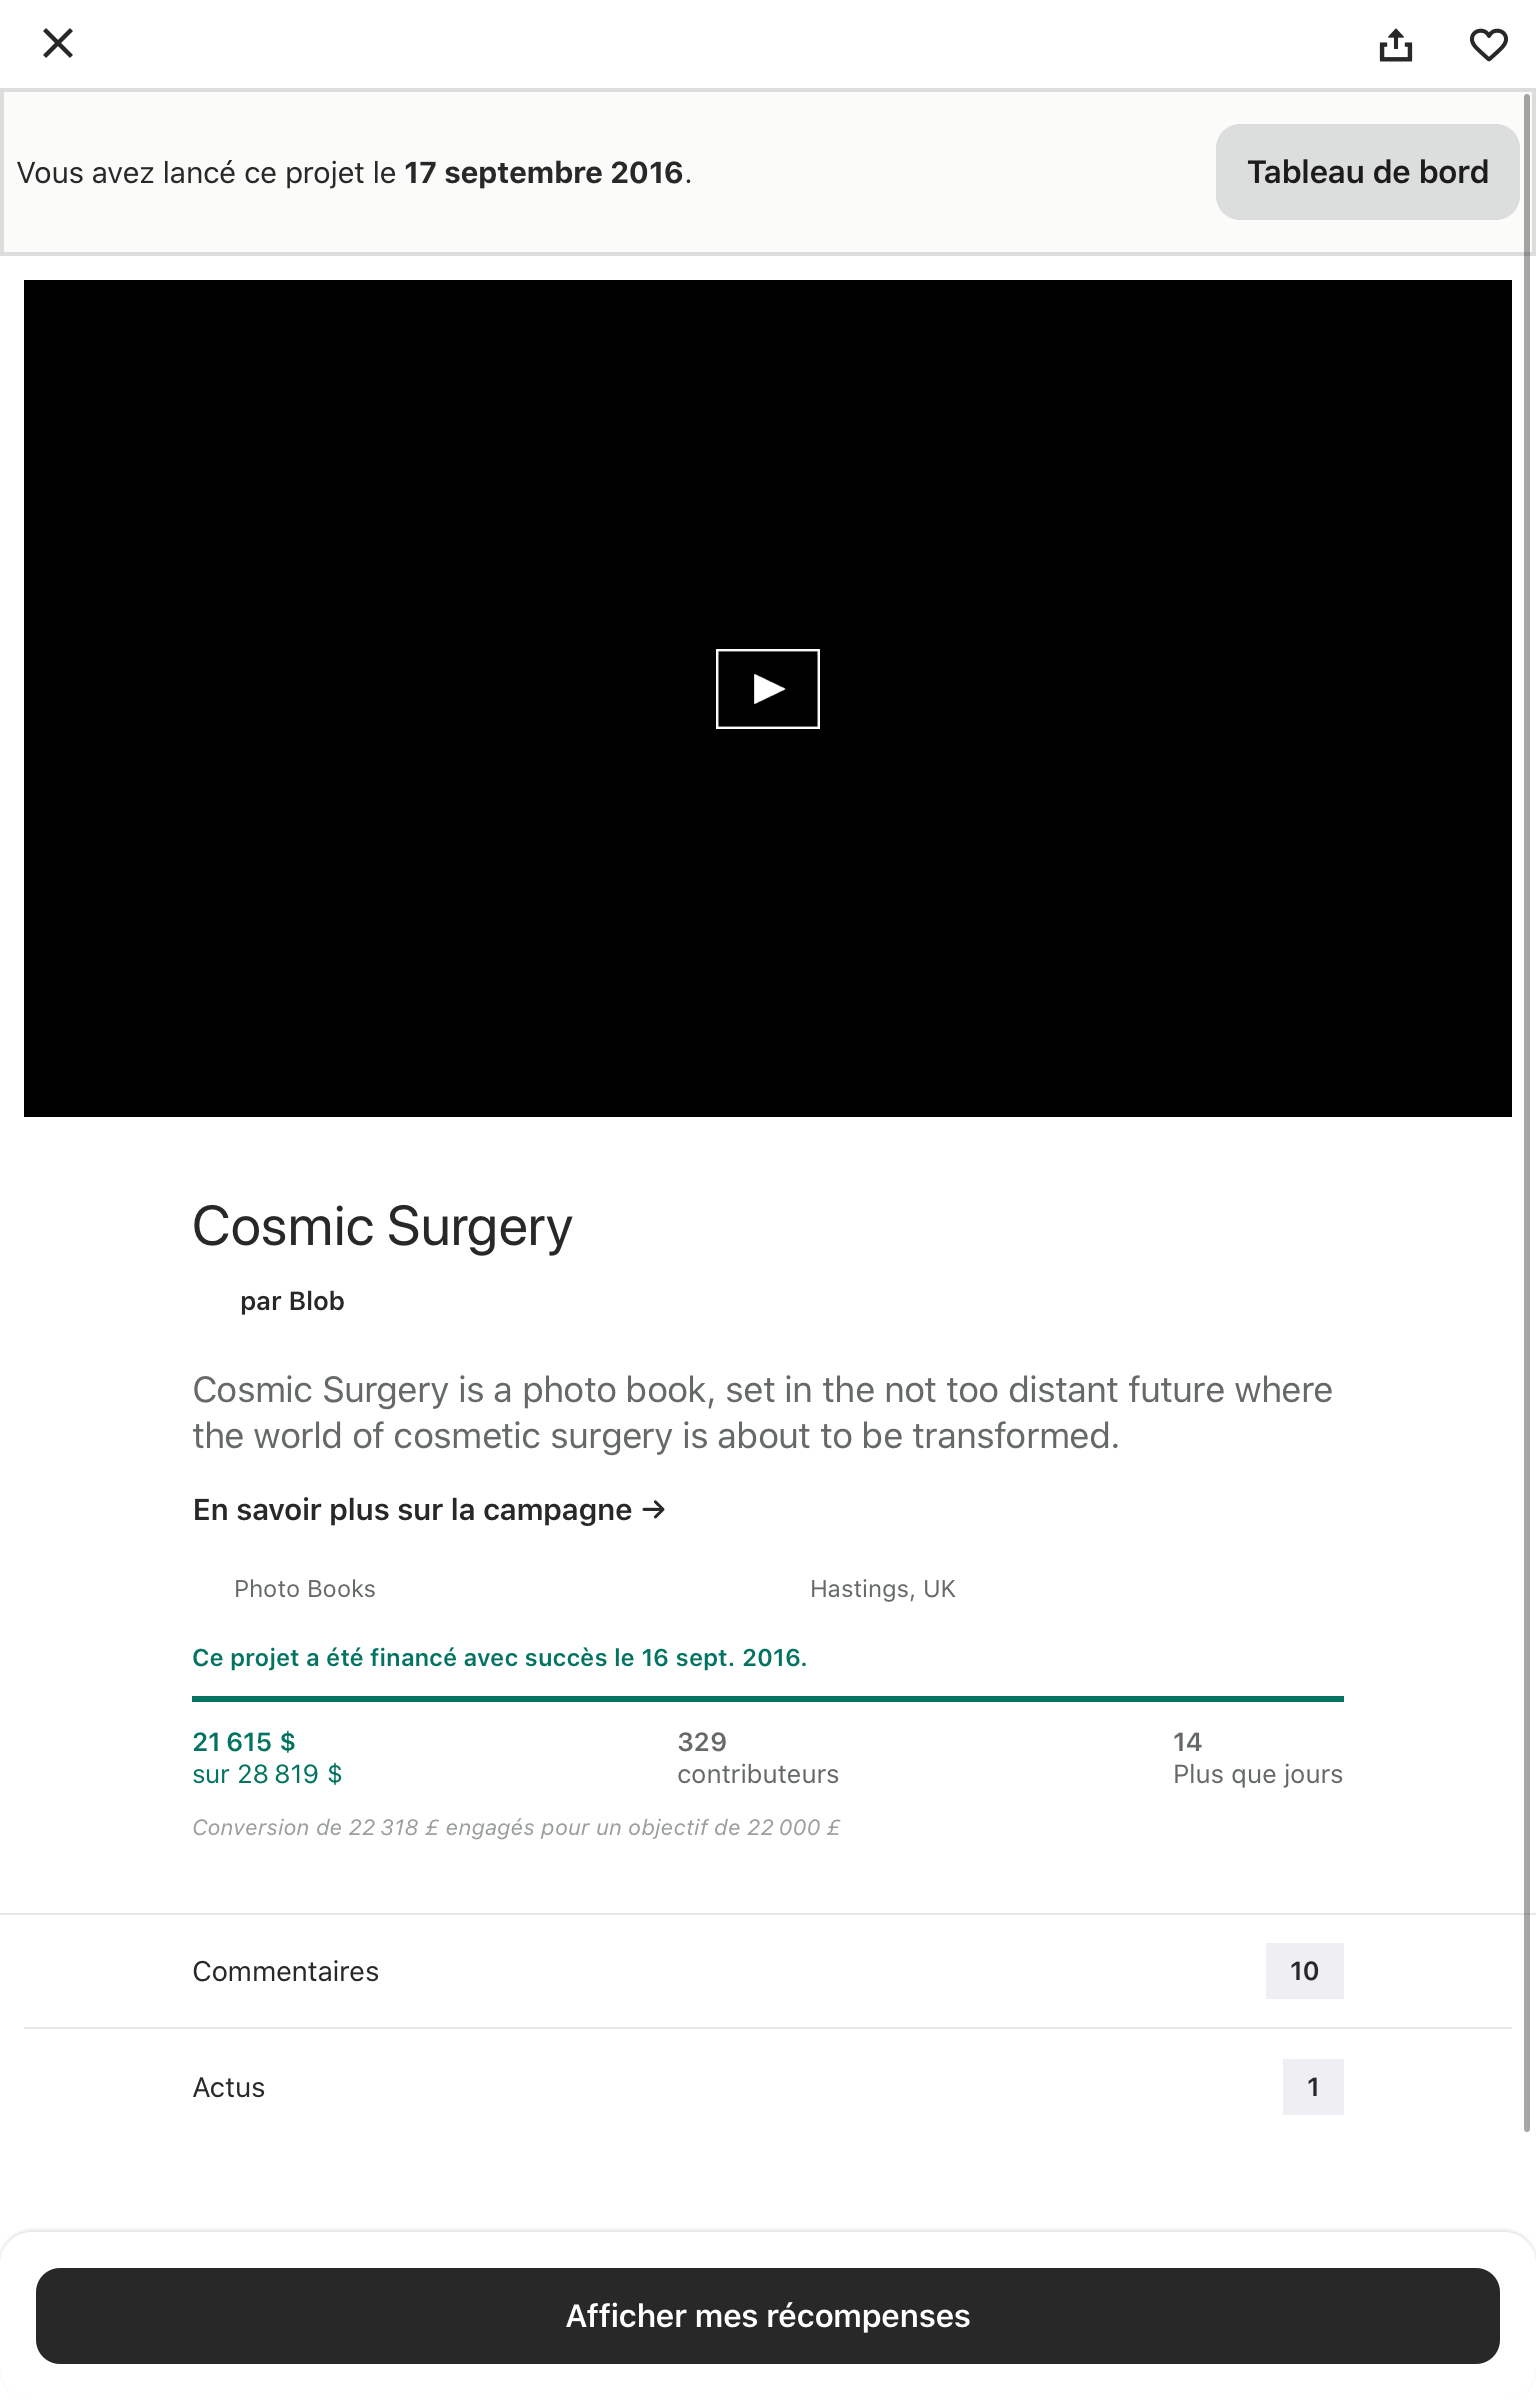 Vous avez lancé ce projet le 17 septembre 2016.
Tableau de bord
Cosmic Surgery
par Blob
Cosmic Surgery is a photo book, set in the not too distant future where
the world of cosmetic surgery is about to be transformed.
En savoir plus sur la campagne →
Photo Books
Hastings, UK
Ce projet a été financé avec succès le 16 sept. 2016.
21 615 $
sur 28 819 $
329
contributeurs
14
Plus que jours
Conversion de 22 318 £ engagés pour un objectif de 22 000 £
Commentaires
10
Actus
1
Afficher mes récompenses